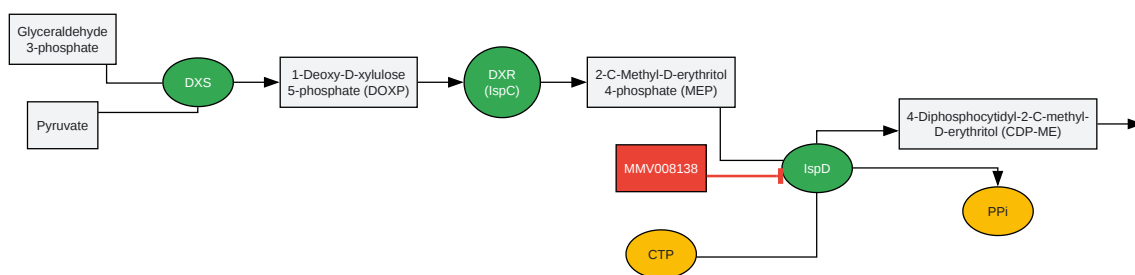 Glyceraldehyde
3-phosphate
DXS
Pyruvate
1-Deoxy-D-xylulose
5-phosphate (DOXP)
DXR
(IspC)
2-C-Methyl-D-erythritol
4-phosphate (MEP)
MMV008138
CTP
IspD
4-Diphosphocytidyl-2-C-methyl-
D-erythritol (CDP-ME)
PPi